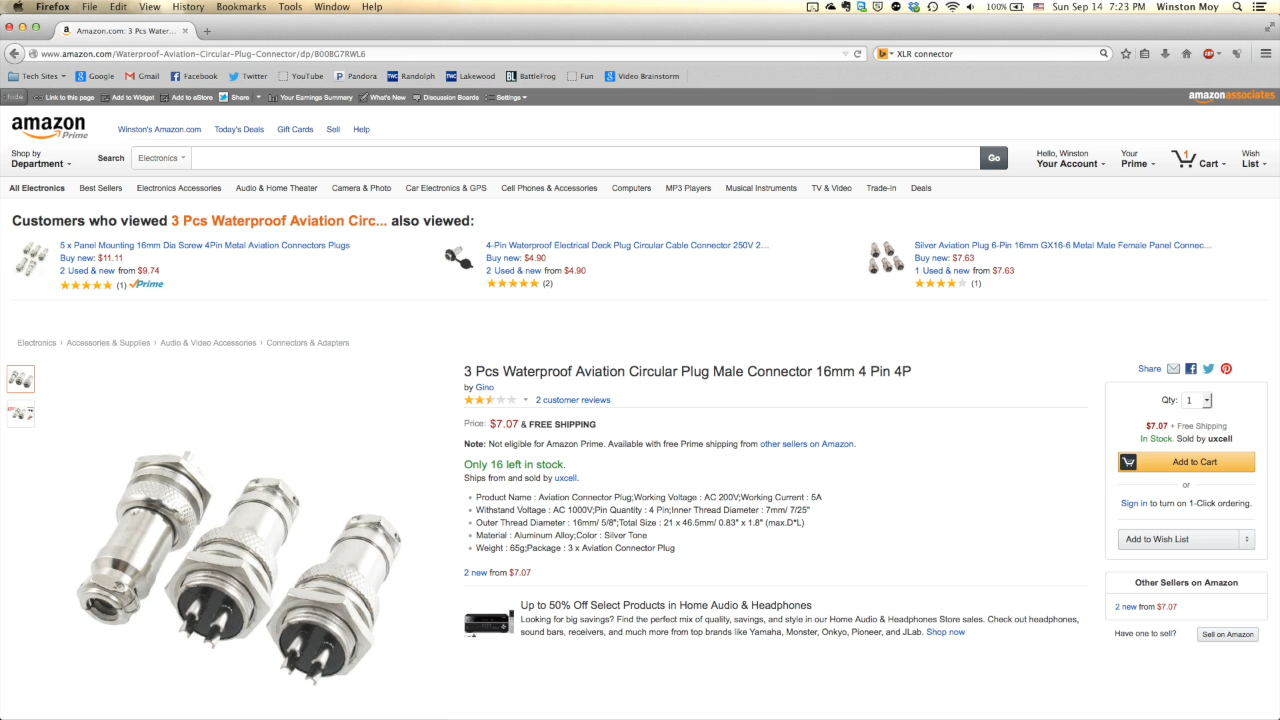 Firefox File Edit View History Bookmarks Tools Window Help 100% Sun Sep 14 7:23 PM Winston Moy
Amazon.com: 3 Pcs Water...
www.amazon.com/Waterproof-Aviation-Circular-Plug-Connector/dp/B008G7RWL6 XLR connector
Tech Sites Google Gmail Facebook Twitter YouTube Pandora Randolph Lakewood BattleFrog Fun Video Brainstorm
hide Link to this page Add to Widget Add to aStore Share Your Earnings Summary What's New Discussion Boards Settings amazonassociates
amazon Prime
Winston's Amazon.com Today's Deals Gift Cards Sell Help
Shop by Department Search Electronics Go Hello, Winston Your Account Your Prime 1 Cart Wish List
All Electronics Best Sellers Electronics Accessories Audio & Home Theater Camera & Photo Car Electronics & GPS Cell Phones & Accessories Computers MP3 Players Musical Instruments TV & Video Trade-In Deals
Customers who viewed 3 Pcs Waterproof Aviation Circ... also viewed:
5 x Panel Mounting 16mm Dia Screw 4Pin Metal Aviation Connectors Plugs
Buy new: $11.11
2 Used & new from $9.74
(1) Prime
4-Pin Waterproof Electrical Deck Plug Circular Cable Connector 250V 2...
Buy new: $4.90
2 Used & new from $4.90
(2)
Silver Aviation Plug 6-Pin 16mm GX16-6 Metal Male Female Panel Connec...
Buy new: $7.63
1 Used & new from $7.63
(1)
Electronics › Accessories & Supplies › Audio & Video Accessories › Connectors & Adapters
3 Pcs Waterproof Aviation Circular Plug Male Connector 16mm 4 Pin 4P
by Gino
2 customer reviews
Price: $7.07 & FREE SHIPPING
Note: Not eligible for Amazon Prime. Available with free Prime shipping from other sellers on Amazon.
Only 16 left in stock.
Ships from and sold by uxcell.
Product Name : Aviation Connector Plug;Working Voltage : AC 200V;Working Current : 5A
Withstand Voltage : AC 1000V;Pin Quantity : 4 Pin;Inner Thread Diameter : 7mm/ 7/25"
Outer Thread Diameter : 16mm/ 5/8";Total Size : 21 x 46.5mm/ 0.83" x 1.8" (max.D*L)
Material : Aluminum Alloy;Color : Silver Tone
Weight : 65g;Package : 3 x Aviation Connector Plug
2 new from $7.07
Up to 50% Off Select Products in Home Audio & Headphones
Looking for big savings? Find the perfect mix of quality, savings, and style in our Home Audio & Headphones Store sales. Check out headphones,
sound bars, receivers, and much more from top brands like Yamaha, Monster, Onkyo, Pioneer, and JLab. Shop now
Share
Qty: 1
$7.07 + Free Shipping
In Stock. Sold by uxcell
Add to Cart
or
Sign in to turn on 1-Click ordering.
Add to Wish List
Other Sellers on Amazon
2 new from $7.07
Have one to sell? Sell on Amazon